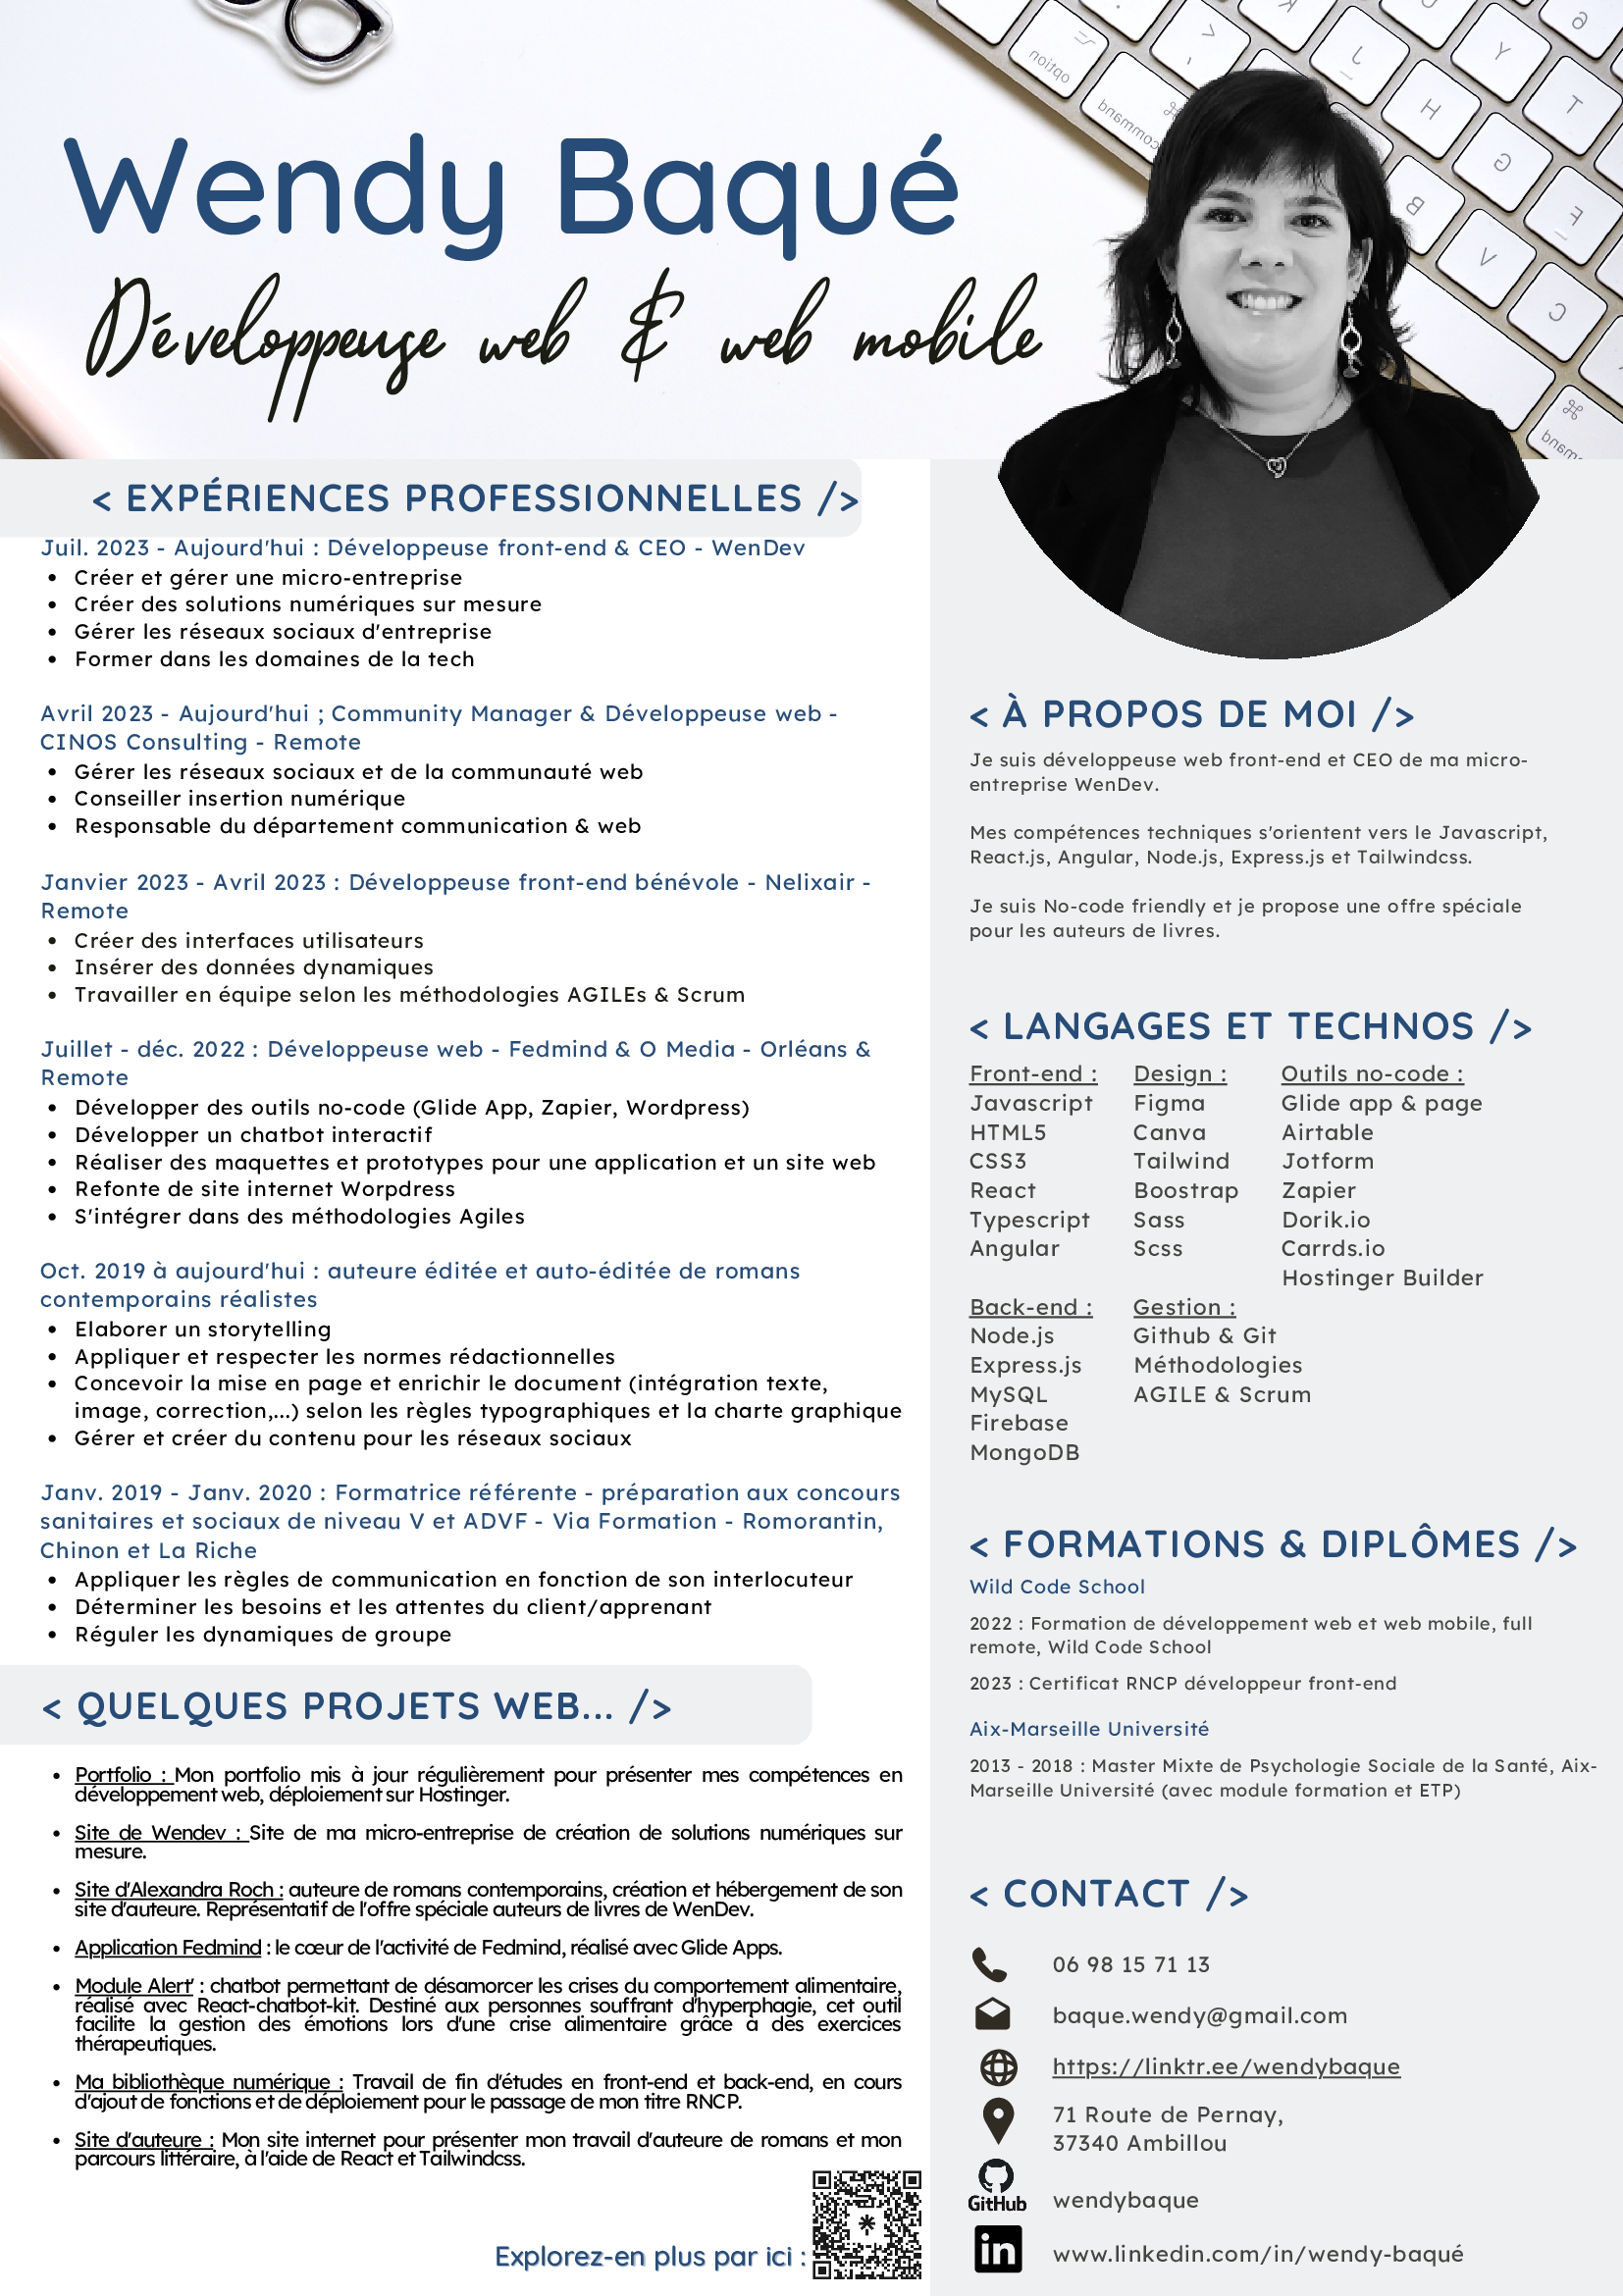 Wendy Baqué
Développeuse web & web mobile
< EXPÉRIENCES PROFESSIONNELLES />
Juil. 2023 - Aujourd'hui : Développeuse front-end & CEO - WenDev
• Créer et gérer une micro-entreprise
• Créer des solutions numériques sur mesure
• Gérer les réseaux sociaux d'entreprise
• Former dans les domaines de la tech
Avril 2023 - Aujourd'hui ; Community Manager & Développeuse web -
CINOS Consulting - Remote
• Gérer les réseaux sociaux et de la communauté web
• Conseiller insertion numérique
• Responsable du département communication & web
Janvier 2023 - Avril 2023 : Développeuse front-end bénévole - Nelixair -
Remote
• Créer des interfaces utilisateurs
• Insérer des données dynamiques
• Travailler en équipe selon les méthodologies AGILEs & Scrum
Juillet - déc. 2022 : Développeuse web - Fedmind & O Media - Orléans &
Remote
• Développer des outils no-code (Glide App, Zapier, Wordpress)
• Développer un chatbot interactif
• Réaliser des maquettes et prototypes pour une application et un site web
• Refonte de site internet Worpdress
• S'intégrer dans des méthodologies Agiles
Oct. 2019 à aujourd'hui : auteure éditée et auto-éditée de romans
contemporains réalistes
• Elaborer un storytelling
• Appliquer et respecter les normes rédactionnelles
• Concevoir la mise en page et enrichir le document (intégration texte,
image, correction,...) selon les règles typographiques et la charte graphique
• Gérer et créer du contenu pour les réseaux sociaux
Janv. 2019 - Janv. 2020 : Formatrice référente - préparation aux concours
sanitaires et sociaux de niveau V et ADVF - Via Formation - Romorantin,
Chinon et La Riche
• Appliquer les règles de communication en fonction de son interlocuteur
• Déterminer les besoins et les attentes du client/apprenant
• Réguler les dynamiques de groupe
< QUELQUES PROJETS WEB... />
• Portfolio : Mon portfolio mis à jour régulièrement pour présenter mes compétences en
développement web, déploiement sur Hostinger.
• Site de Wendev : Site de ma micro-entreprise de création de solutions numériques sur
mesure.
• Site d'Alexandra Roch : auteure de romans contemporains, création et hébergement de son
site d'auteure. Représentatif de l'offre spéciale auteurs de livres de WenDev.
• Application Fedmind : le cœur de l'activité de Fedmind, réalisé avec Glide Apps.
• Module Alert' : chatbot permettant de désamorcer les crises du comportement alimentaire,
réalisé avec React-chatbot-kit. Destiné aux personnes souffrant d'hyperphagie, cet outil
facilite la gestion des émotions lors d'une crise alimentaire grâce à des exercices
thérapeutiques.
• Ma bibliothèque numérique : Travail de fin d'études en front-end et back-end, en cours
d'ajout de fonctions et de déploiement pour le passage de mon titre RNCP.
• Site d'auteure : Mon site internet pour présenter mon travail d'auteure de romans et mon
parcours littéraire, à l'aide de React et Tailwindcss.
Explorez-en plus par ici :
< À PROPOS DE MOI />
Je suis développeuse web front-end et CEO de ma micro-
entreprise WenDev.
Mes compétences techniques s'orientent vers le Javascript,
React.js, Angular, Node.js, Express.js et Tailwindcss.
Je suis No-code friendly et je propose une offre spéciale
pour les auteurs de livres.
< LANGAGES ET TECHNOS />
Front-end :
Javascript
HTML5
CSS3
React
Typescript
Angular
Design :
Figma
Canva
Tailwind
Boostrap
Sass
Scss
Outils no-code :
Glide app & page
Airtable
Jotform
Zapier
Dorik.io
Carrds.io
Hostinger Builder
Back-end :
Node.js
Express.js
MySQL
Firebase
MongoDB
Gestion :
Github & Git
Méthodologies
AGILE & Scrum
< FORMATIONS & DIPLÔMES />
Wild Code School
2022 : Formation de développement web et web mobile, full
remote, Wild Code School
2023 : Certificat RNCP développeur front-end
Aix-Marseille Université
2013 - 2018 : Master Mixte de Psychologie Sociale de la Santé, Aix-
Marseille Université (avec module formation et ETP)
< CONTACT />
06 98 15 71 13
baque.wendy@gmail.com
https://linktr.ee/wendybaque
71 Route de Pernay,
37340 Ambillou
GitHub wendybaque
in www.linkedin.com/in/wendy-baqué